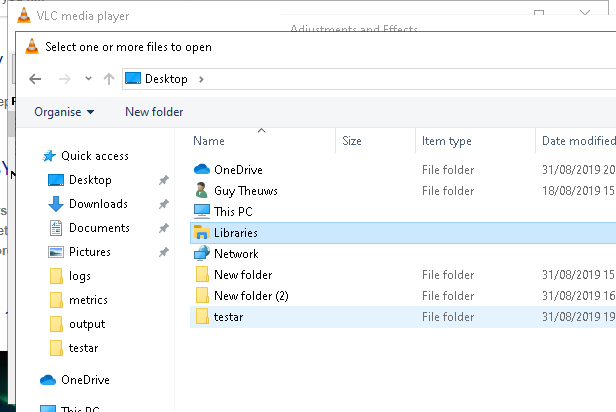 VLC media player
Adjustments and Effects
Select one or more files to open
Desktop
Organise New folder
Name Size Item type Date modified
Quick access
Desktop
Downloads
Documents
Pictures
logs
metrics
output
testar
OneDrive
This PC
OneDrive File folder 31/08/2019 20
Guy Theuws File folder 18/08/2019 15
This PC
Libraries
Network
New folder File folder 31/08/2019 15
New folder (2) File folder 31/08/2019 16
testar File folder 31/08/2019 19